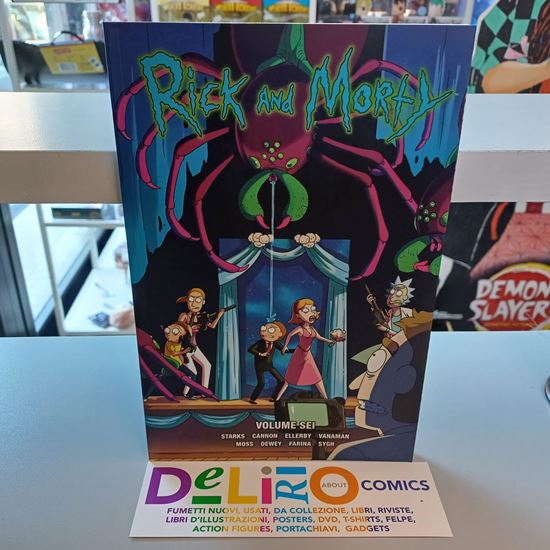 RICK AND MORTY
VOLUME SEI
STARKS CANNON ELLERBY VANAMAN
MOSS DEWEY FARINA SYGH
DEMON
SLAYER
DeLiRiO ABOUT COMICS
FUMETTI NUOVI, USATI, DA COLLEZIONE, LIBRI, RIVISTE,
LIBRI D'ILLUSTRAZIONI, POSTERS, DVD, T-SHIRTS, FELPE,
ACTION FIGURES, PORTACHIAVI, GADGETS